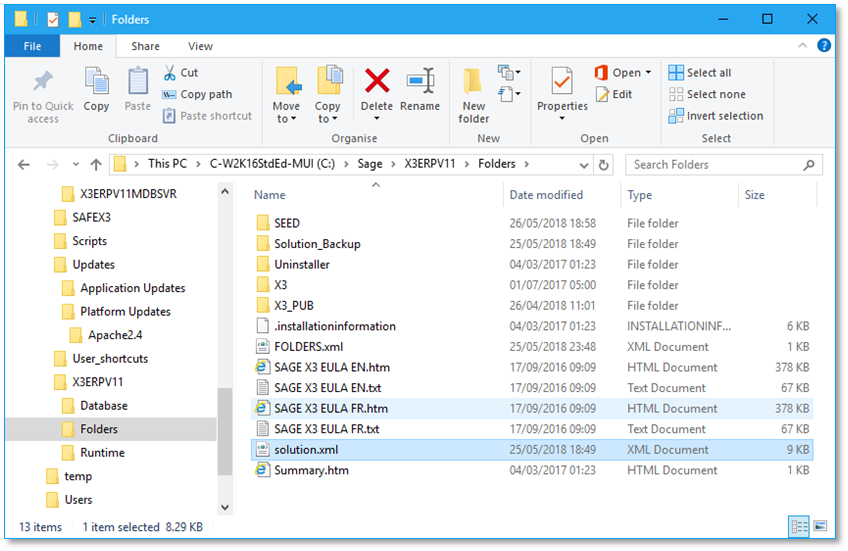 Folders
File Home Share View
Pin to Quick access
Copy
Paste
Cut
Copy path
Paste shortcut
Clipboard
Move to
Copy to
Delete
Rename
Organise
New folder
New
Properties
Open
Edit
Open
Select all
Select none
Invert selection
Select
This PC C-W2K16StdEd-MUI (C:) Sage X3ERPV11 Folders
Search Folders
X3ERPV11MDBSVR
SAFEX3
Scripts
Updates
Application Updates
Platform Updates
Apache2.4
User_shortcuts
X3ERPV11
Database
Folders
Runtime
temp
Users
Name Date modified Type Size
SEED 26/05/2018 18:58 File folder
Solution_Backup 25/05/2018 18:49 File folder
Uninstaller 04/03/2017 01:23 File folder
X3 01/07/2017 05:00 File folder
X3_PUB 26/04/2018 11:01 File folder
.installationinformation 04/03/2017 01:23 INSTALLATIONINF... 6 KB
FOLDERS.xml 25/05/2018 23:48 XML Document 1 KB
SAGE X3 EULA EN.htm 17/09/2016 09:09 HTML Document 378 KB
SAGE X3 EULA EN.txt 17/09/2016 09:09 Text Document 67 KB
SAGE X3 EULA FR.htm 17/09/2016 09:09 HTML Document 378 KB
SAGE X3 EULA FR.txt 17/09/2016 09:09 Text Document 67 KB
solution.xml 25/05/2018 18:49 XML Document 9 KB
Summary.htm 04/03/2017 01:23 HTML Document 1 KB
13 items 1 item selected 8.29 KB